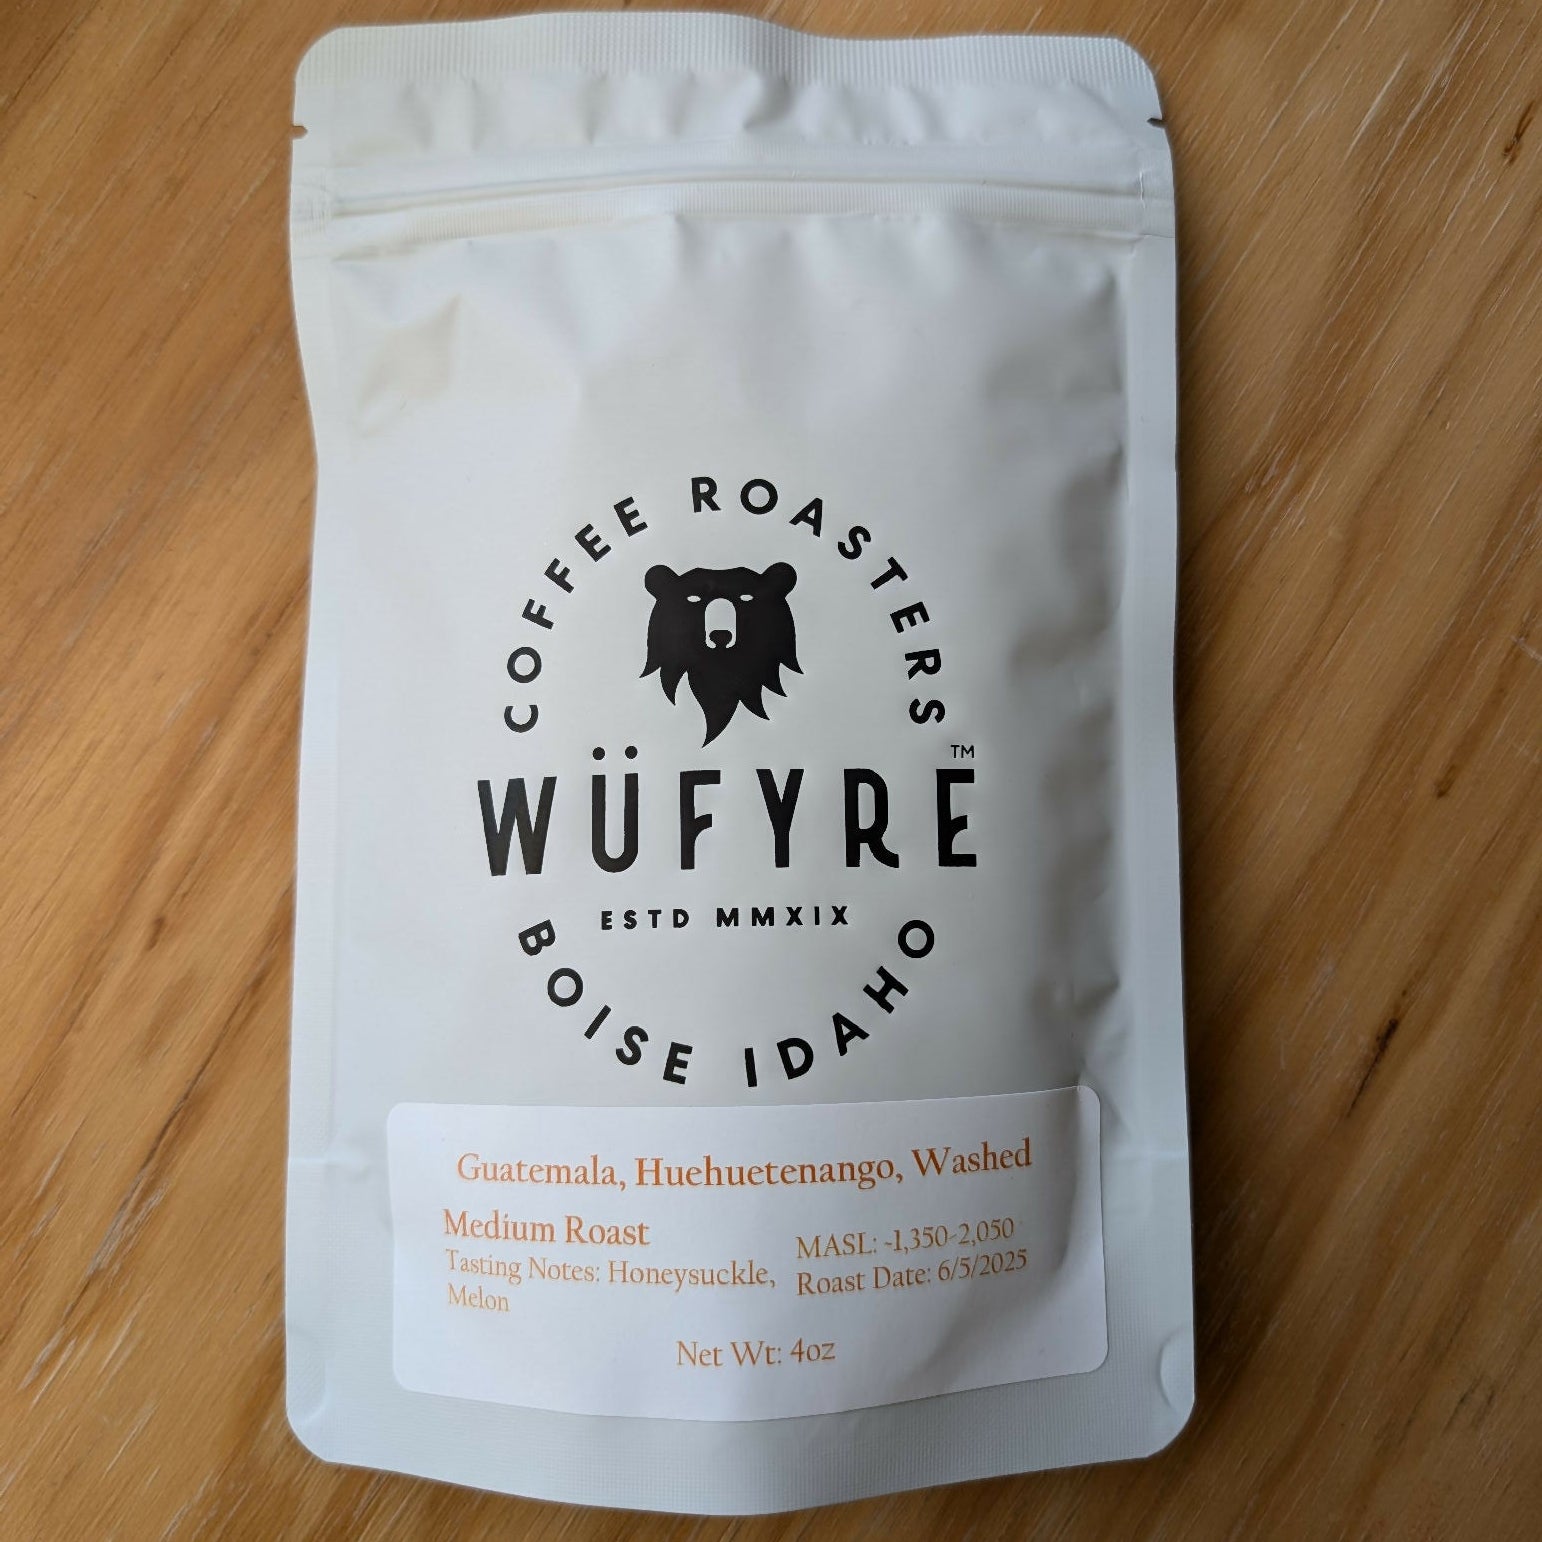 COFFEE ROASTERS
WÜFYRE™
ESTD MMXIX
BOISE IDAHO
Guatemala, Huehuetenango, Washed
Medium Roast
Tasting Notes: Honeysuckle,
Melon
MASL: ~1,350-2,050
Roast Date: 6/5/2025
Net Wt: 4oz